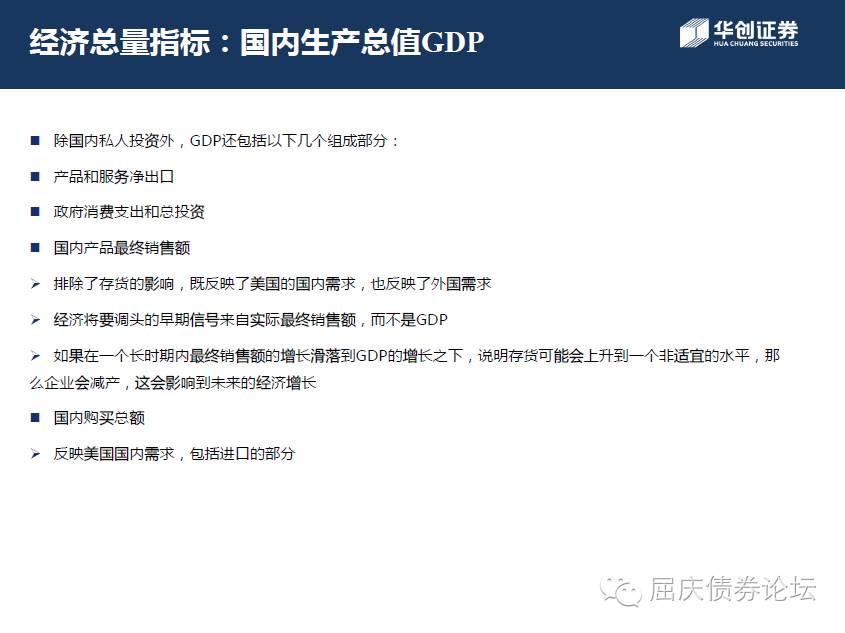 经济总量指标：国内生产总值GDP
华创证券
HUA CHUANG SECURITIES
■ 除国内私人投资外，GDP还包括以下几个组成部分：
■ 产品和服务净出口
■ 政府消费支出和总投资
■ 国内产品最终销售额
➢ 排除了存货的影响，既反映了美国的国内需求，也反映了外国需求
➢ 经济将要调头的早期信号来自实际最终销售额，而不是GDP
➢ 如果在一个长时期内最终销售额的增长滑落到GDP的增长之下，说明存货可能会上升到一个非适宜的水平，那
么企业会减产，这会影响到未来的经济增长
■ 国内购买总额
➢ 反映美国国内需求，包括进口的部分
屈庆债券论坛